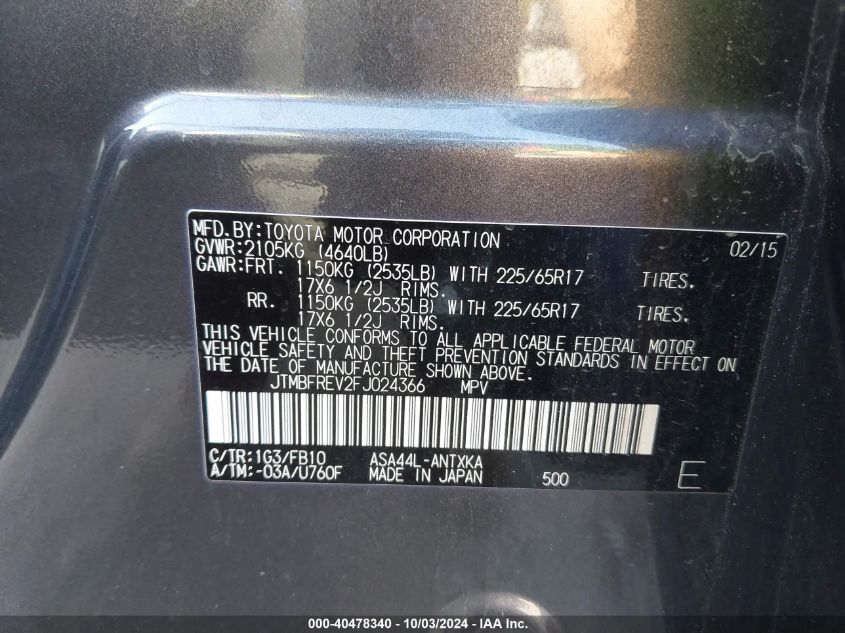 MFD.BY:TOYOTA MOTOR CORPORATION 02/15
GVWR:2105KG (4640LB)
GAWR:FRT. 1150KG (2535LB) WITH 225/65R17 TIRES.
17X6 1/2J RIMS.
RR. 1150KG (2535LB) WITH 225/65R17 TIRES.
17X6 1/2J RIMS.
THIS VEHICLE CONFORMS TO ALL APPLICABLE FEDERAL MOTOR
VEHICLE SAFETY AND THEFT PREVENTION STANDARDS IN EFFECT ON
THE DATE OF MANUFACTURE SHOWN ABOVE.
JTMBFREV2FJ024366 MPV
C/TR:1G3/FB10 ASA44L-ANTXKA
A/TM:-03A/U760F MADE IN JAPAN 500 E
000-40478340 - 10/03/2024 - IAA Inc.